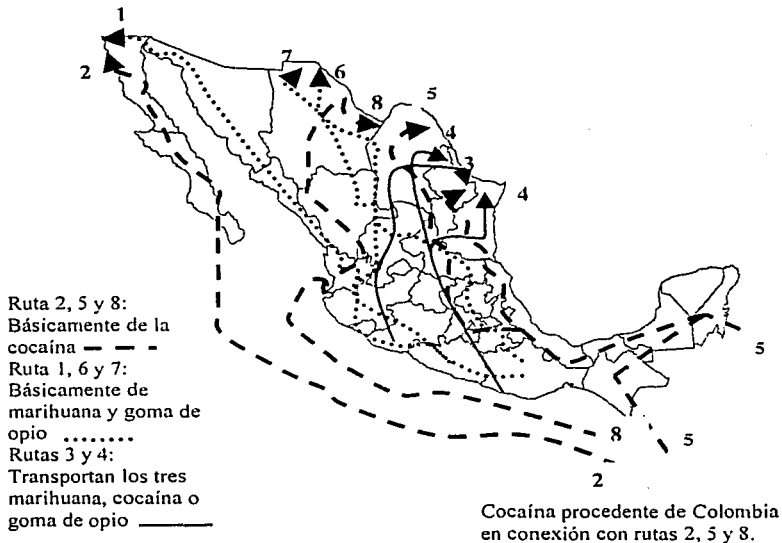 1
2
7
6
8
5
4
3
4
Ruta 2, 5 y 8:
Básicamente de la
cocaína
Ruta 1, 6 y 7:
Básicamente de
marihuana y goma de
opio
Rutas 3 y 4:
Transportan los tres
marihuana, cocaína o
goma de opio
5
8
5
2
Cocaína procedente de Colombia
en conexión con rutas 2, 5 y 8.